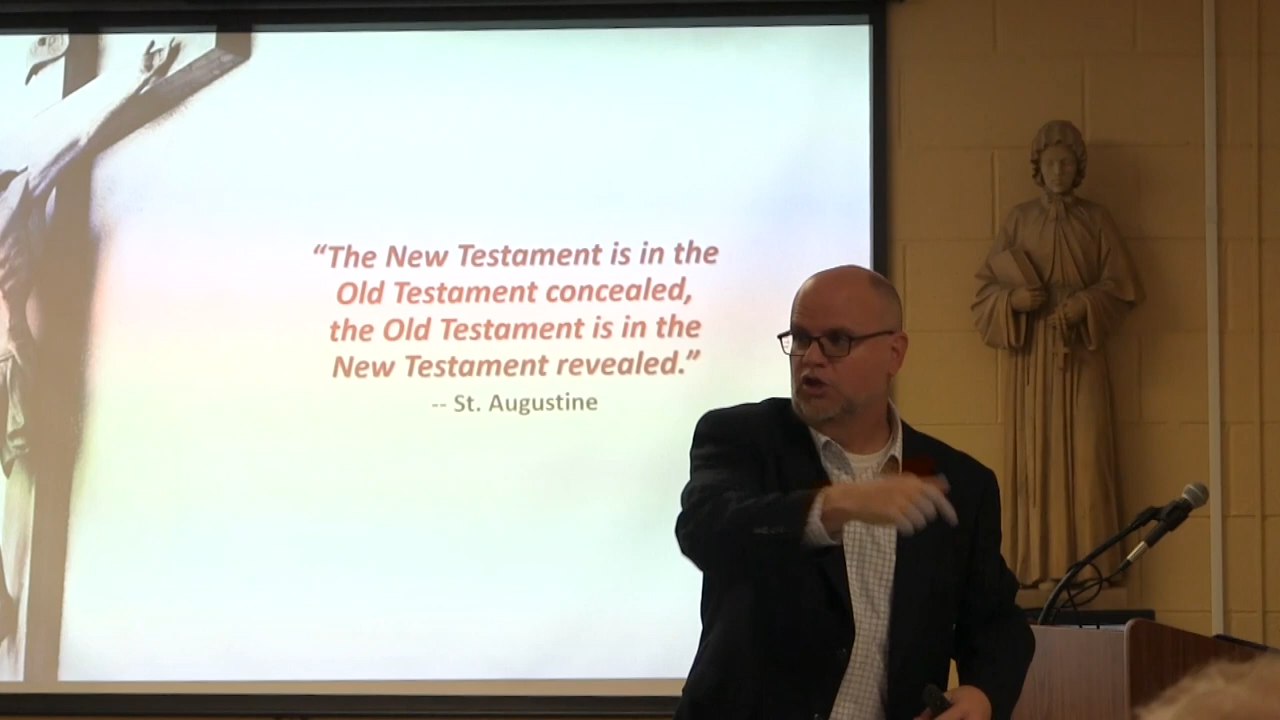 “The New Testament is in the
Old Testament concealed,
the Old Testament is in the
New Testament revealed.”
-- St. Augustine